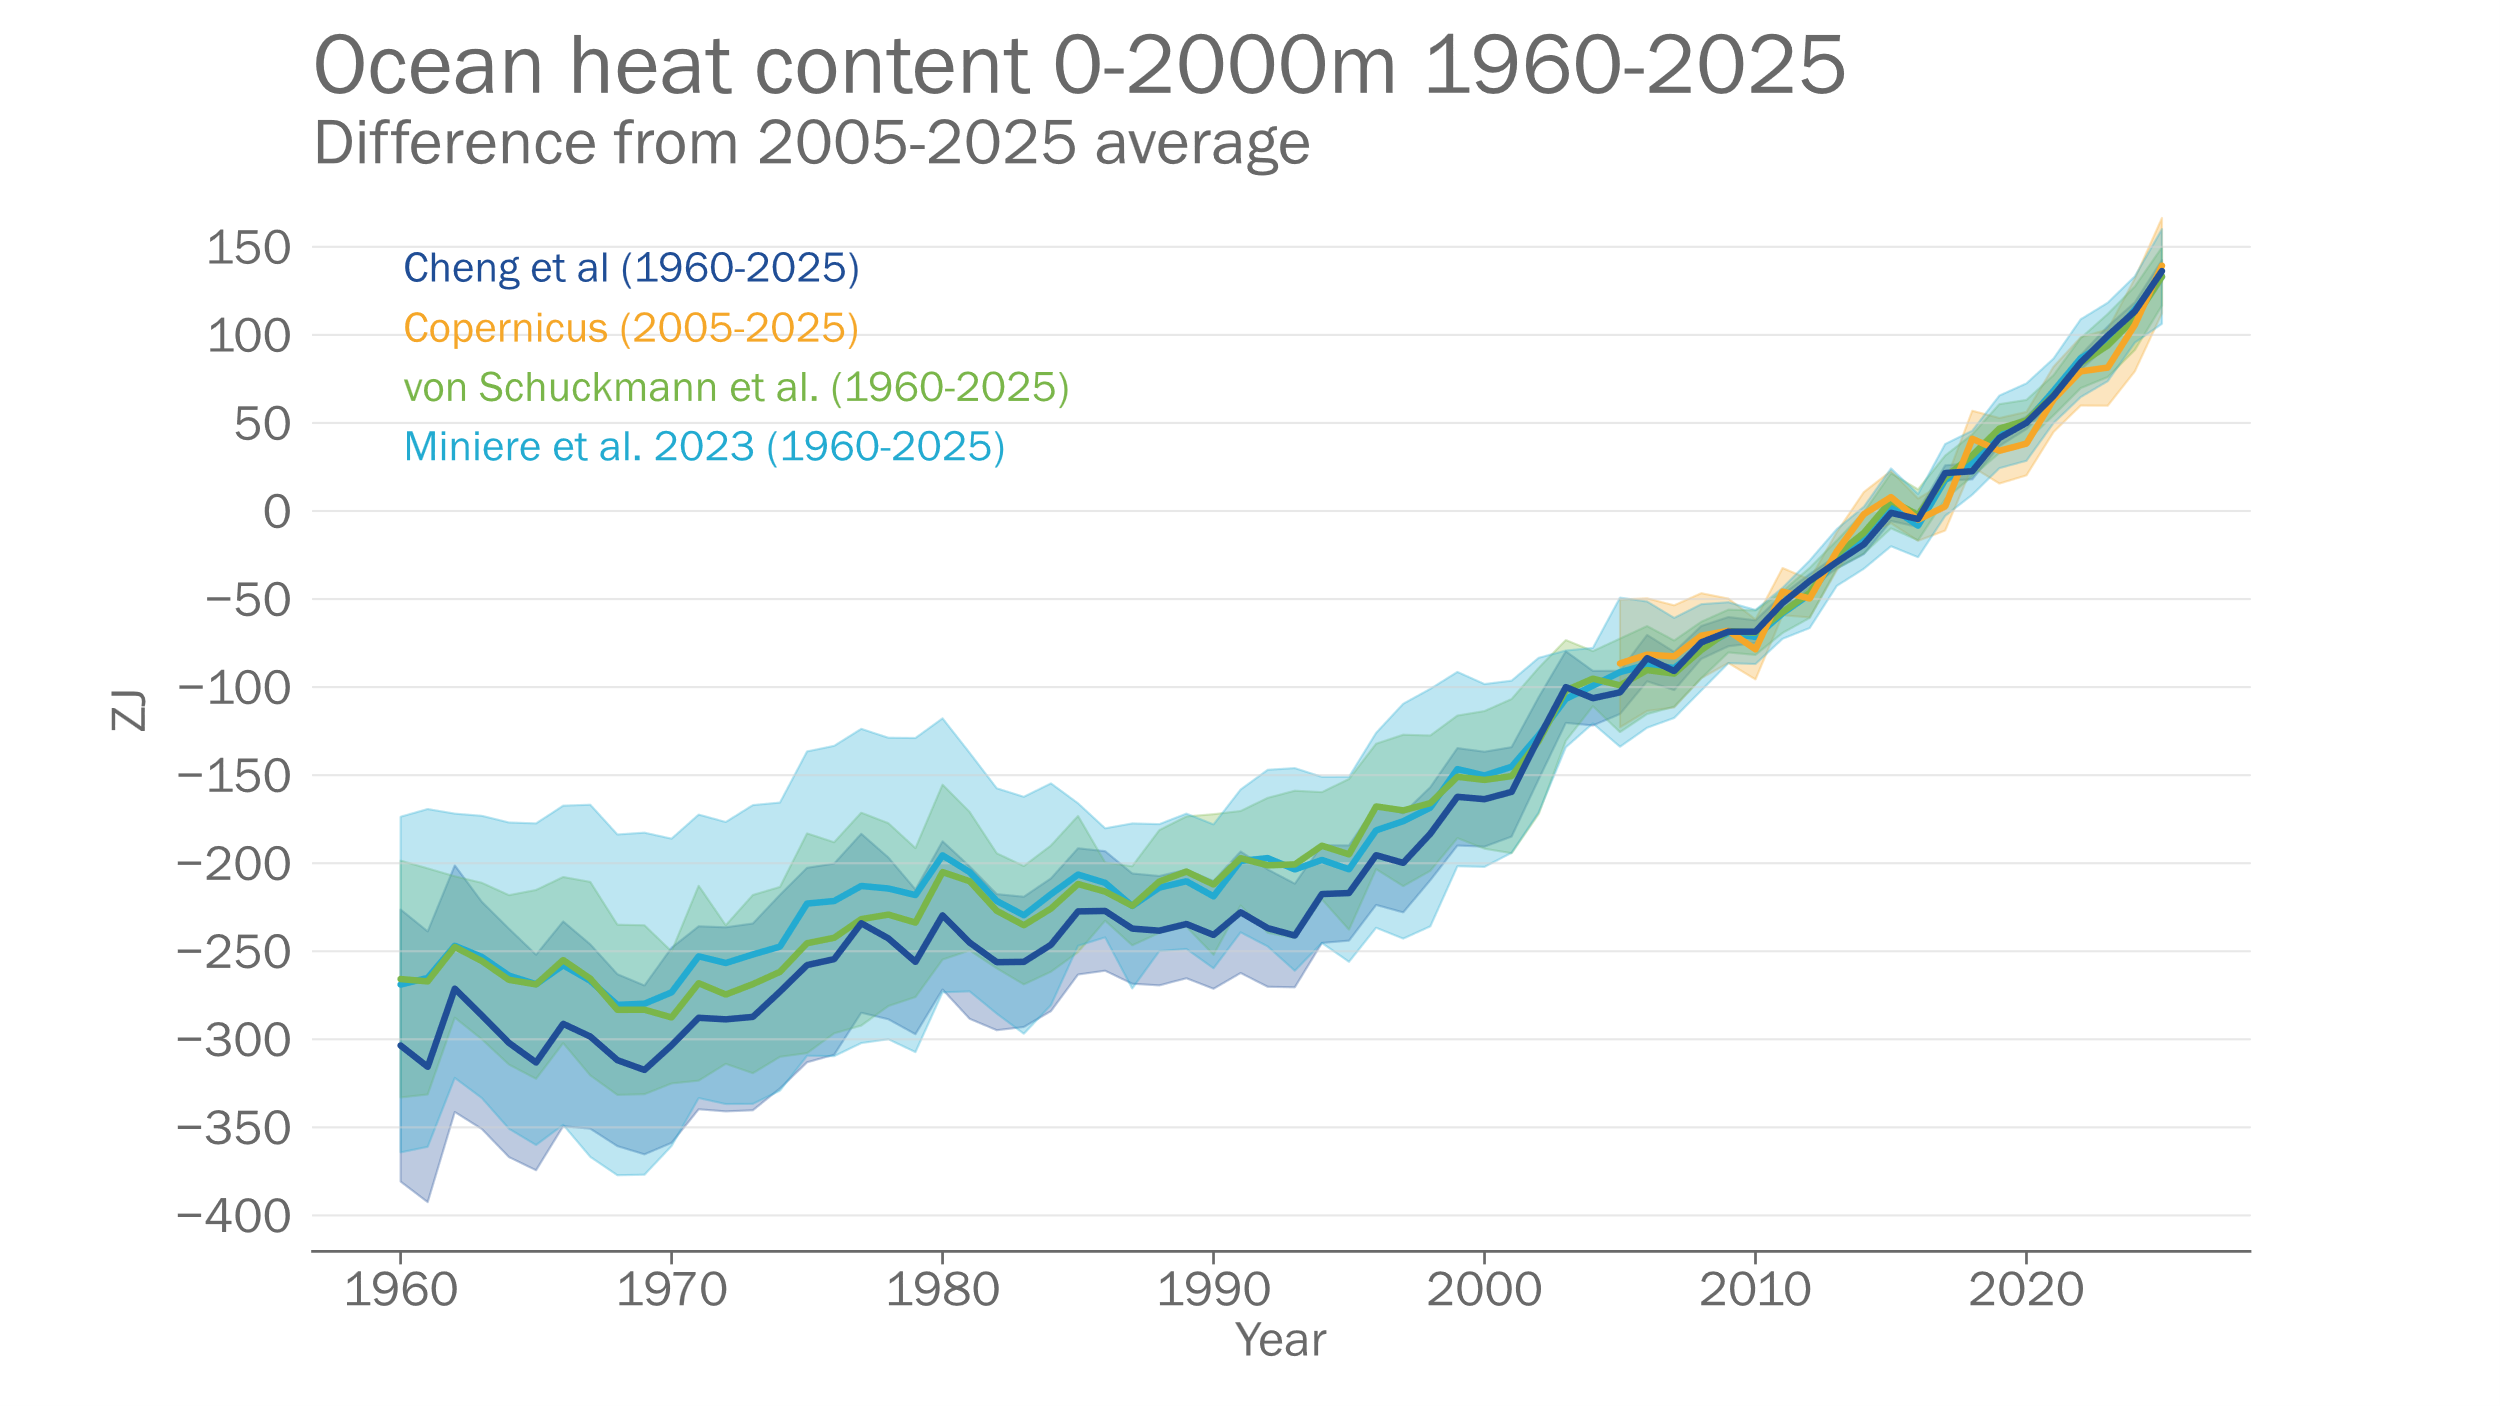 Ocean heat content 0-2000m 1960-2025
Difference from 2005-2025 average
150
100
50
0
−50
−100
−150
−200
−250
−300
−350
−400
ZJ
Cheng et al (1960-2025)
Coppernicus (2005-2025)
von Schuckmann et al. (1960-2025)
Miniere et al. 2023 (1960-2025)
1960 1970 1980 1990 2000 2010 2020
Year